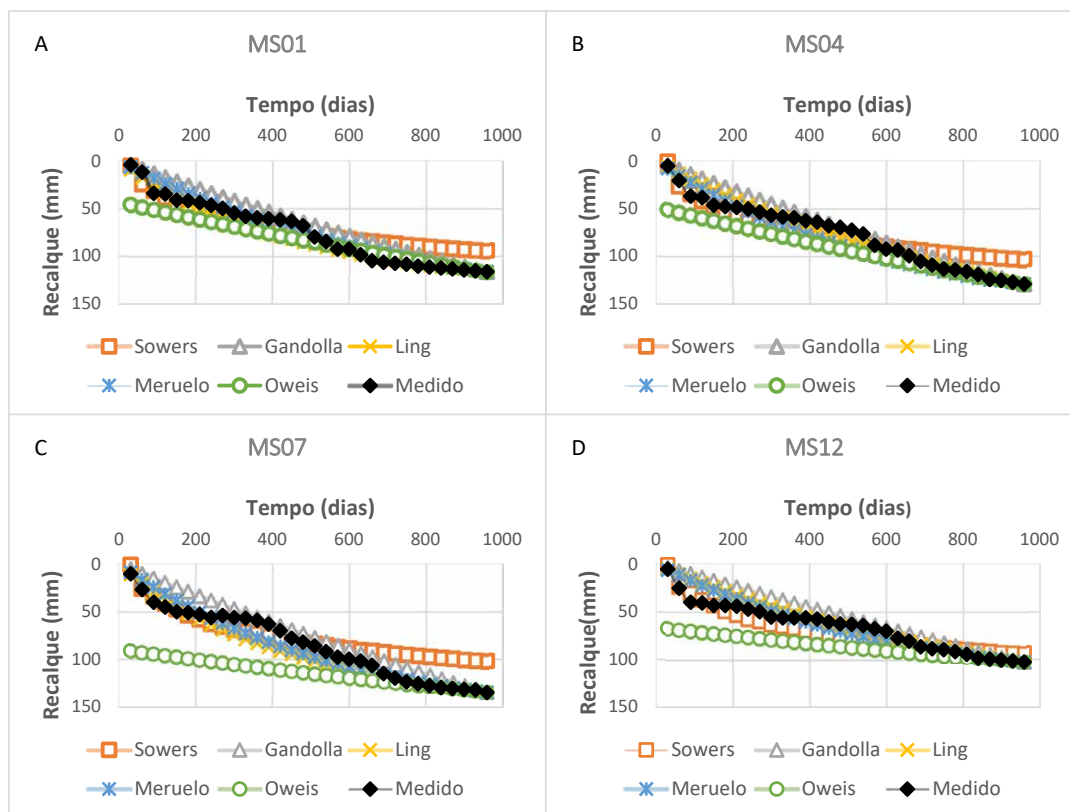 A
MS01
Tempo (dias)
0 200 400 600 800 1000
0
50
100
150
Recalque (mm)
Sowers Gandolla Ling
Meruelo Oweis Medido
B
MS04
Tempo (dias)
0 200 400 600 800 1000
0
50
100
150
Recalque (mm)
Sowers Gandolla Ling
Meruelo Oweis Medido
C
MS07
Tempo (dias)
0 200 400 600 800 1000
0
50
100
150
Recalque (mm)
Sowers Gandolla Ling
Meruelo Oweis Medido
D
MS12
Tempo (dias)
0 200 400 600 800 1000
0
50
100
150
Recalque(mm)
Sowers Gandolla Ling
Meruelo Oweis Medido